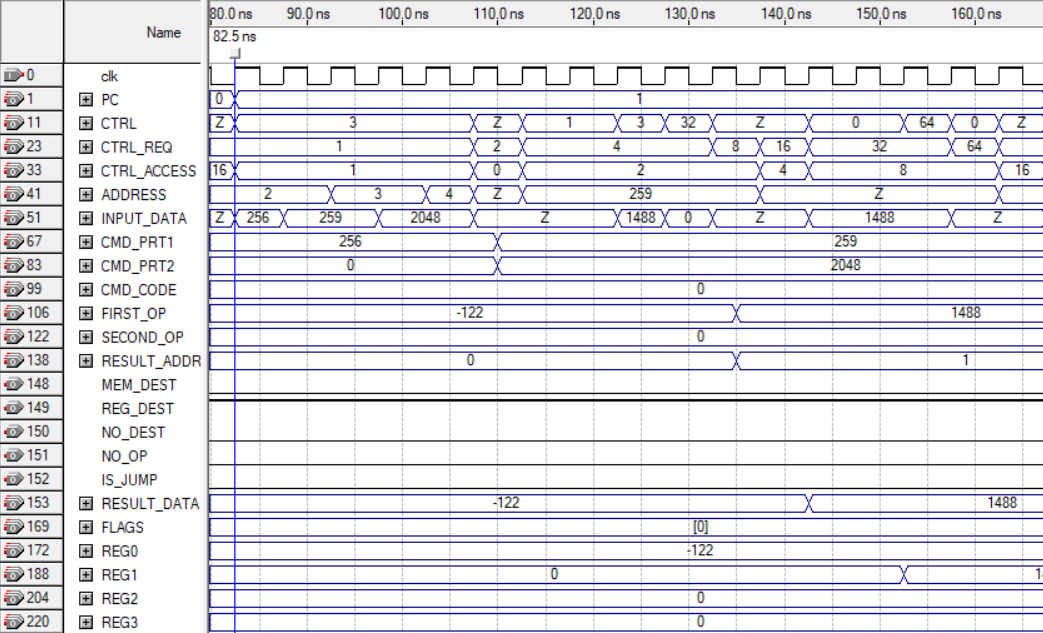 80.0 ns 90.0 ns 100.0 ns 110.0 ns 120.0 ns 130.0 ns 140.0 ns 150.0 ns 160.0 ns
Name
82.5 ns
0 clk
1 PC 0 1
11 CTRL Z 3 Z 1 3 32 Z 0 64 0 Z
23 CTRL_REQ 1 2 4 8 16 32 64
33 CTRL_ACCESS 16 1 0 2 4 8 16
41 ADDRESS 2 3 4 Z 259 Z
51 INPUT_DATA Z 256 259 2048 Z 1488 0 Z 1488 Z
67 CMD_PRT1 256 259
83 CMD_PRT2 0 2048
99 CMD_CODE 0
106 FIRST_OP -122 1488
122 SECOND_OP 0
138 RESULT_ADDR 0 1
148 MEM_DEST
149 REG_DEST
150 NO_DEST
151 NO_OP
152 IS_JUMP
153 RESULT_DATA -122 1488
169 FLAGS [0]
172 REG0 -122
188 REG1 0
204 REG2 0
220 REG3 0